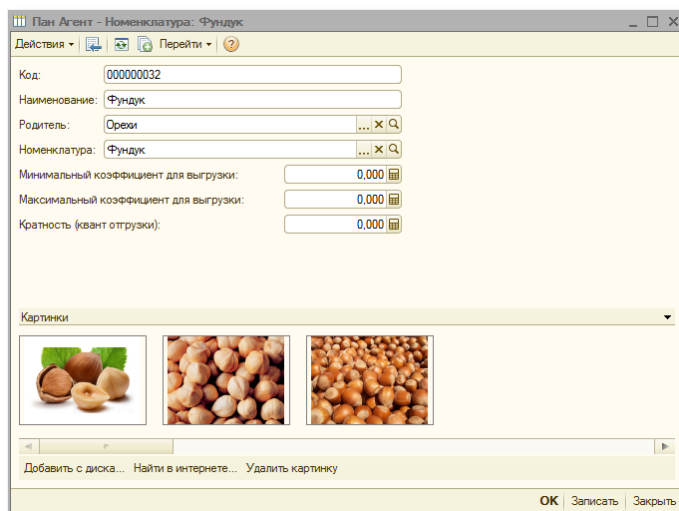 Пан Агент - Номенклатура: Фундук
Действия Перейти
Код: 000000032
Наименование: Фундук
Родитель: Орехи ...
Номенклатура: Фундук ...
Минимальный коэффициент для выгрузки: 0,000
Максимальный коэффициент для выгрузки: 0,000
Кратность (квант отгрузки): 0,000
Картинки
Добавить с диска... Найти в интернете... Удалить картинку
OK Записать Закрыть